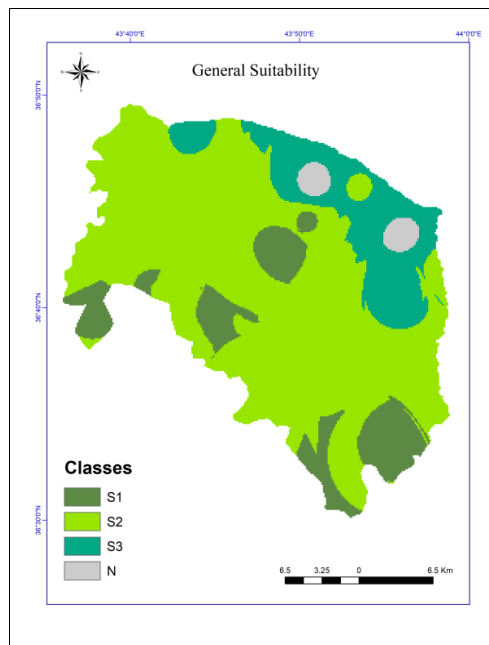 43°40'0"E 43°50'0"E 44°0'0"E
General Suitability
N
W E
S
36°50'0"N
36°40'0"N
36°30'0"N
Classes
S1
S2
S3
N
6.5 3.25 0 6.5 Km